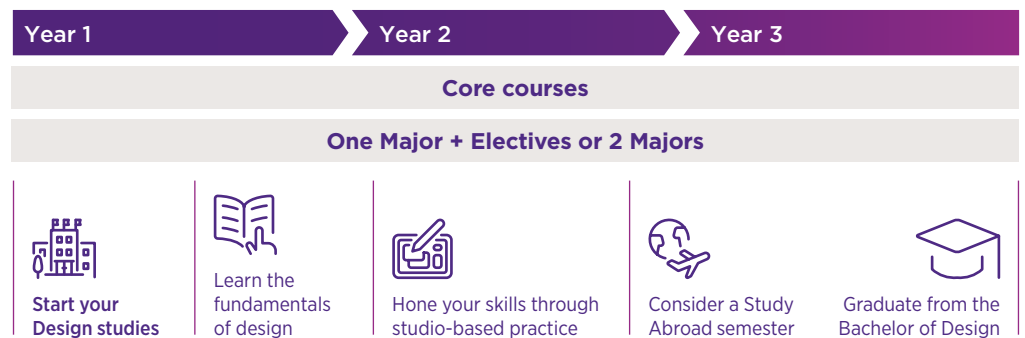 Year 1
Year 2
Year 3
Core courses
One Major + Electives or 2 Majors
Start your
Design studies
Learn the
fundamentals
of design
Hone your skills through
studio-based practice
Consider a Study
Abroad semester
Graduate from the
Bachelor of Design